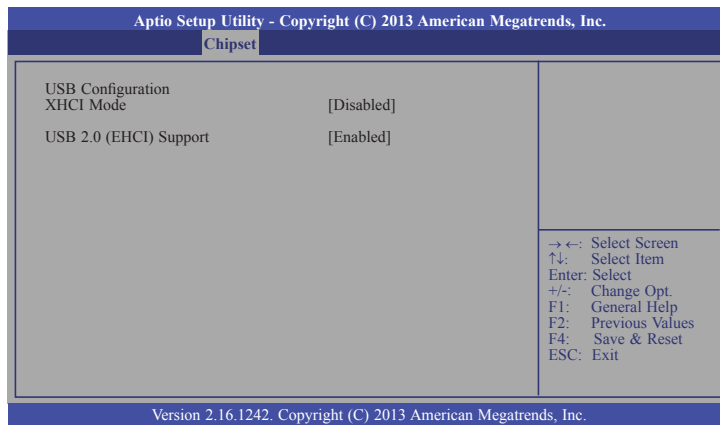 Aptio Setup Utility - Copyright (C) 2013 American Megatrends, Inc.
Chipset
USB Configuration
XHCI Mode [Disabled]
USB 2.0 (EHCI) Support [Enabled]
→ ←: Select Screen
↑↓: Select Item
Enter: Select
+/-: Change Opt.
F1: General Help
F2: Previous Values
F4: Save & Reset
ESC: Exit
Version 2.16.1242. Copyright (C) 2013 American Megatrends, Inc.